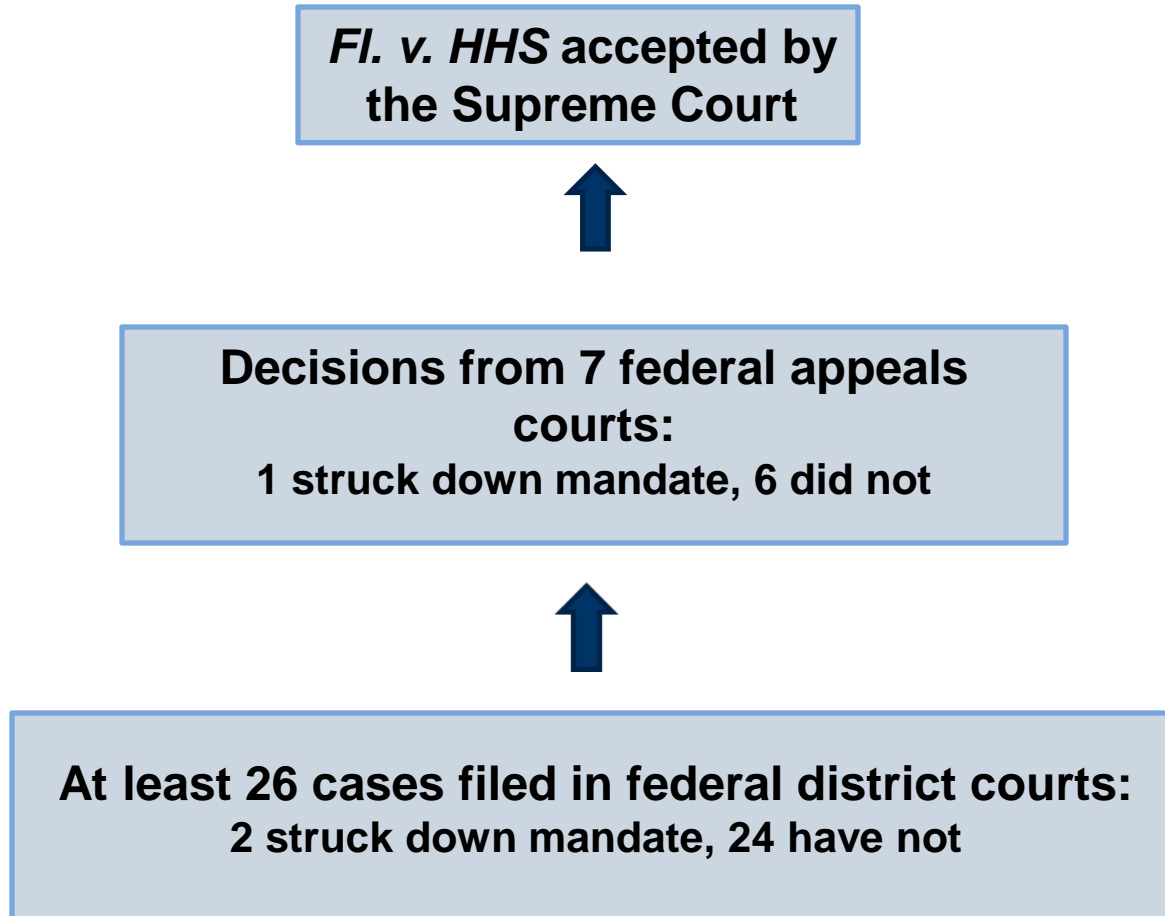 Fl. v. HHS accepted by
the Supreme Court
Decisions from 7 federal appeals
courts:
1 struck down mandate, 6 did not
At least 26 cases filed in federal district courts:
2 struck down mandate, 24 have not